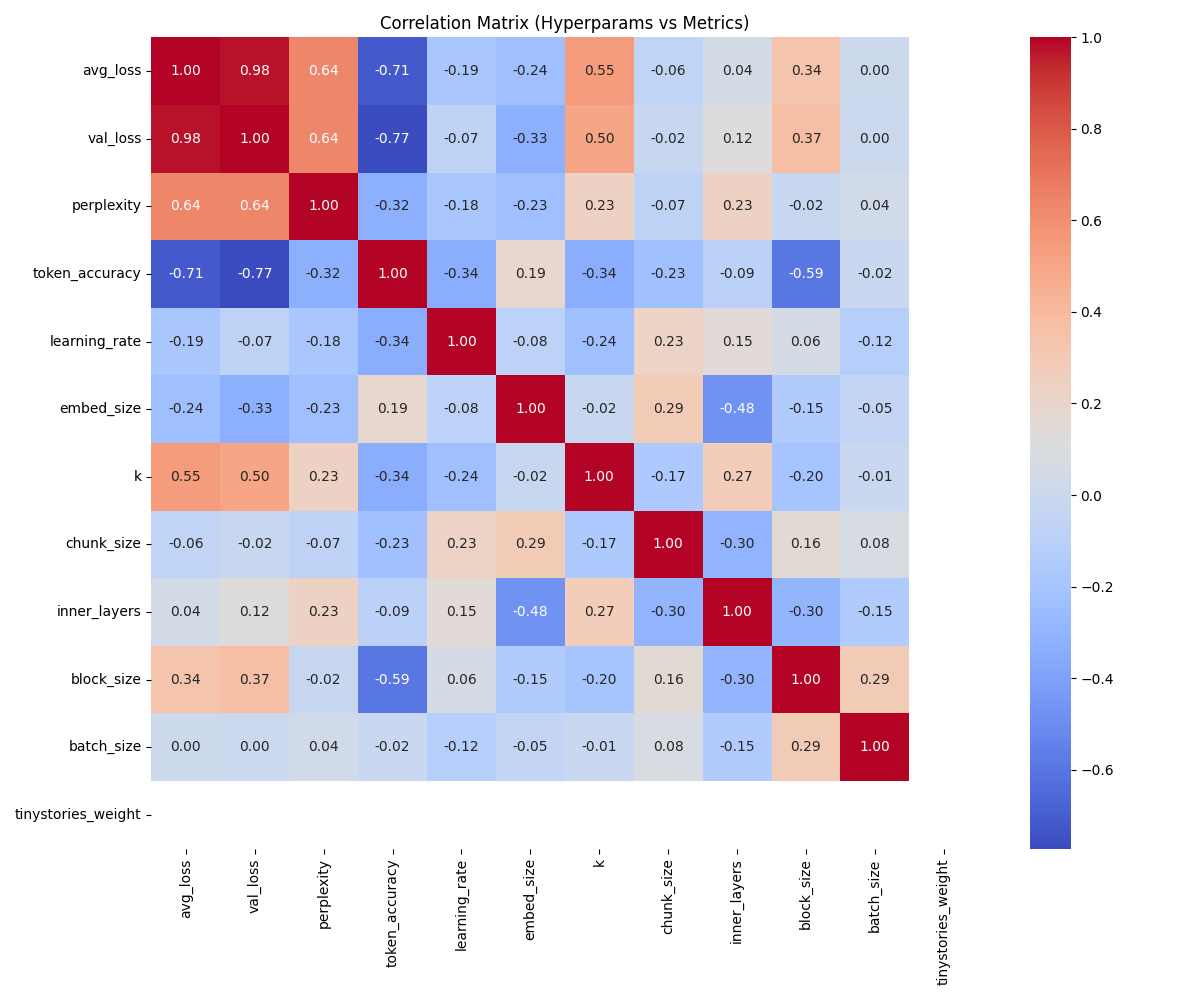 Correlation Matrix (Hyperparams vs Metrics)
avg_loss 1.00 0.98 0.64 -0.71 -0.19 -0.24 0.55 -0.06 0.04 0.34 0.00
val_loss 0.98 1.00 0.64 -0.77 -0.07 -0.33 0.50 -0.02 0.12 0.37 0.00
perplexity 0.64 0.64 1.00 -0.32 -0.18 -0.23 0.23 -0.07 0.23 -0.02 0.04
token_accuracy -0.71 -0.77 -0.32 1.00 -0.34 0.19 -0.34 -0.23 -0.09 -0.59 -0.02
learning_rate -0.19 -0.07 -0.18 -0.34 1.00 -0.08 -0.24 0.23 0.15 0.06 -0.12
embed_size -0.24 -0.33 -0.23 0.19 -0.08 1.00 -0.02 0.29 -0.48 -0.15 -0.05
k 0.55 0.50 0.23 -0.34 -0.24 -0.02 1.00 -0.17 0.27 -0.20 -0.01
chunk_size -0.06 -0.02 -0.07 -0.23 0.23 0.29 -0.17 1.00 -0.30 0.16 0.08
inner_layers 0.04 0.12 0.23 -0.09 0.15 -0.48 0.27 -0.30 1.00 -0.30 -0.15
block_size 0.34 0.37 -0.02 -0.59 0.06 -0.15 -0.20 0.16 -0.30 1.00 0.29
batch_size 0.00 0.00 0.04 -0.02 -0.12 -0.05 -0.01 0.08 -0.15 0.29 1.00
tinystories_weight
avg_loss val_loss perplexity token_accuracy learning_rate embed_size k chunk_size inner_layers block_size batch_size tinystories_weight
1.0
0.8
0.6
0.4
0.2
0.0
−0.2
−0.4
−0.6